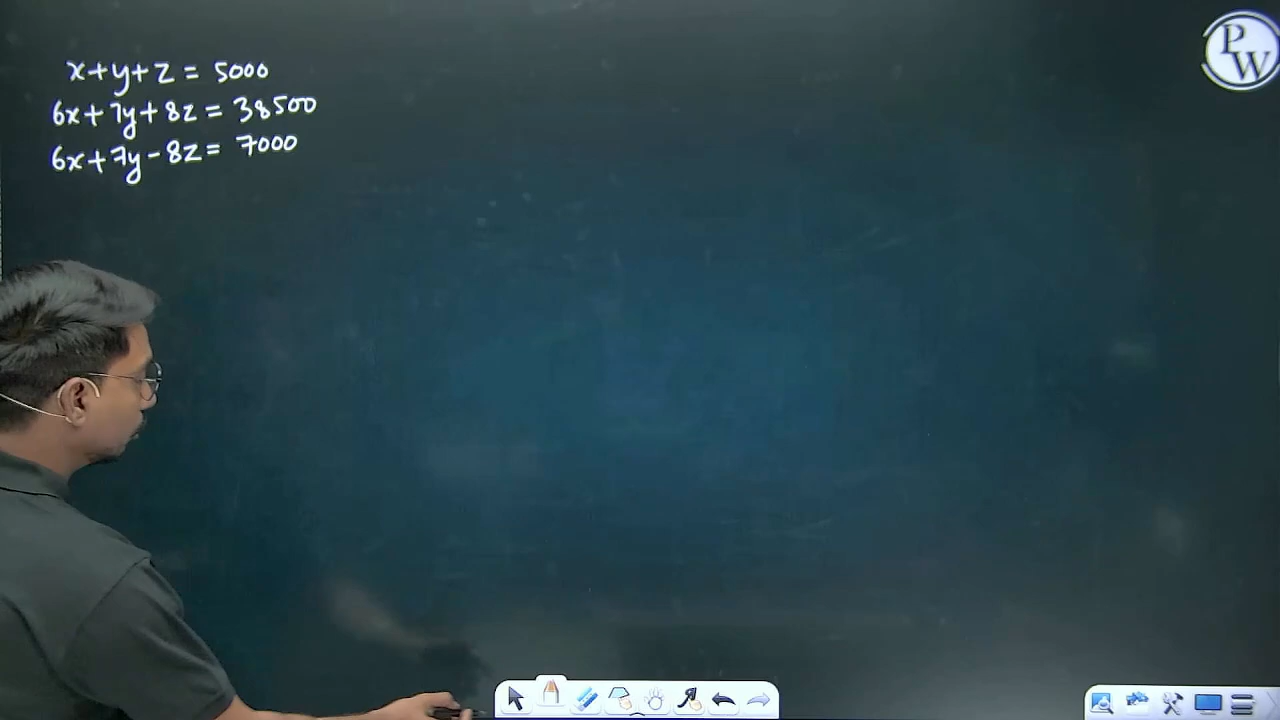 x+y+z = 5000
6x+7y+8z = 38500
6x+7y-8z= 7000
PW